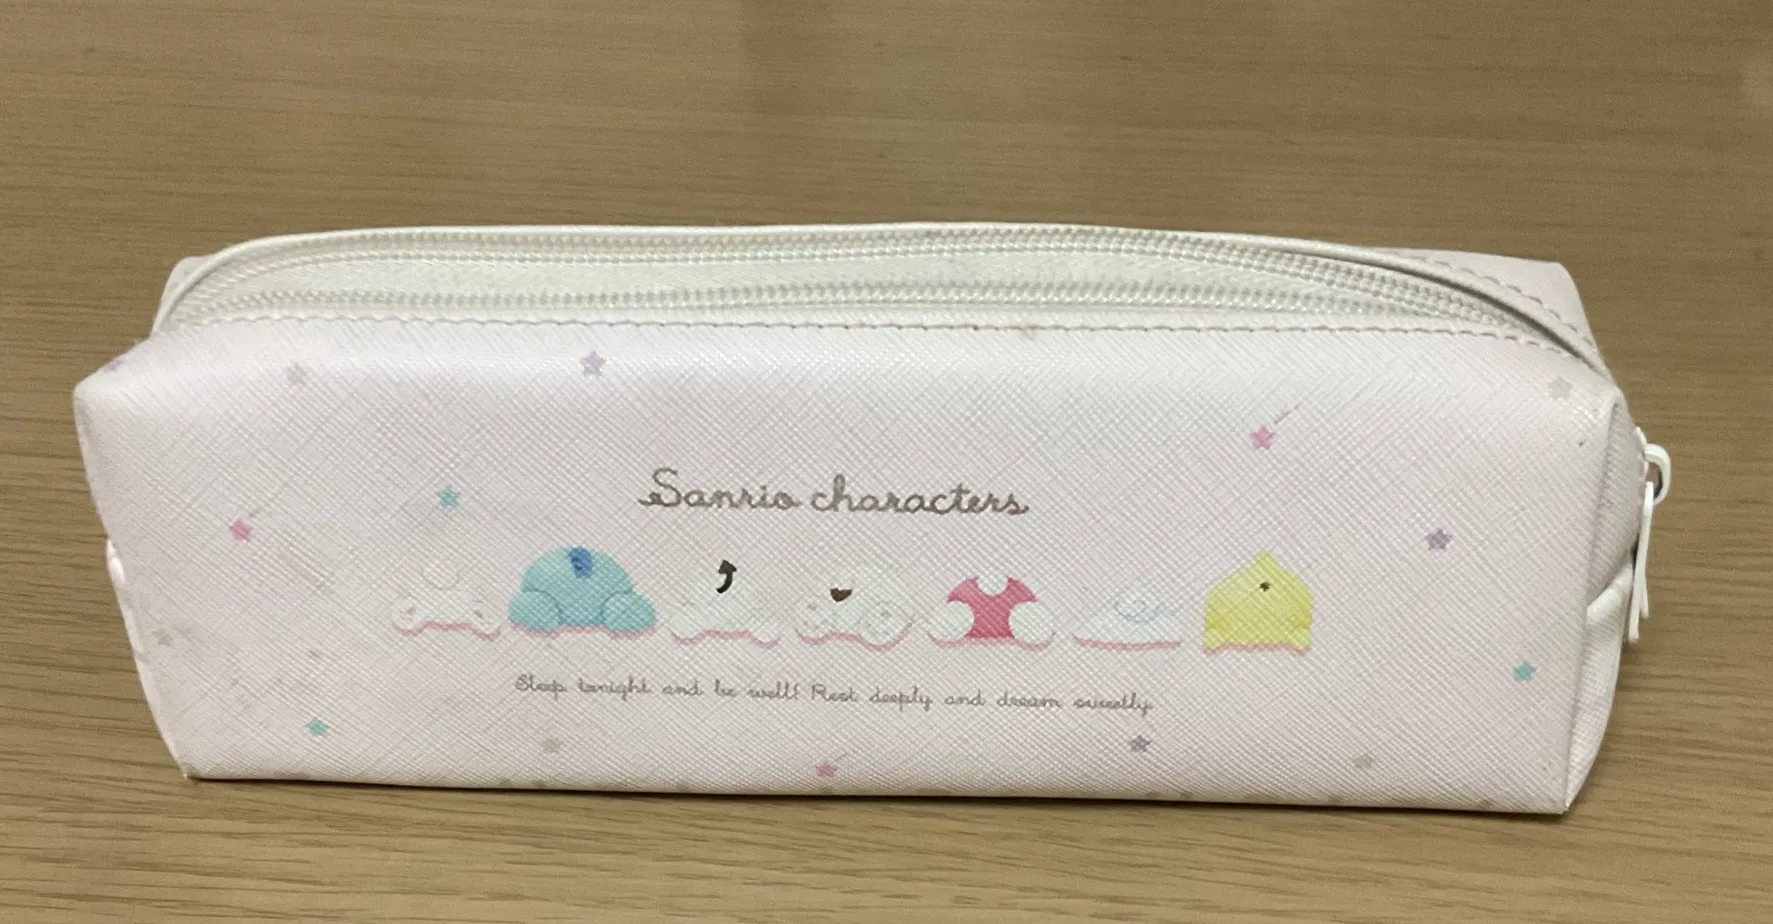 Sanrio characters
Sleep tonight and be well! Rest deeply and dream sweetly.